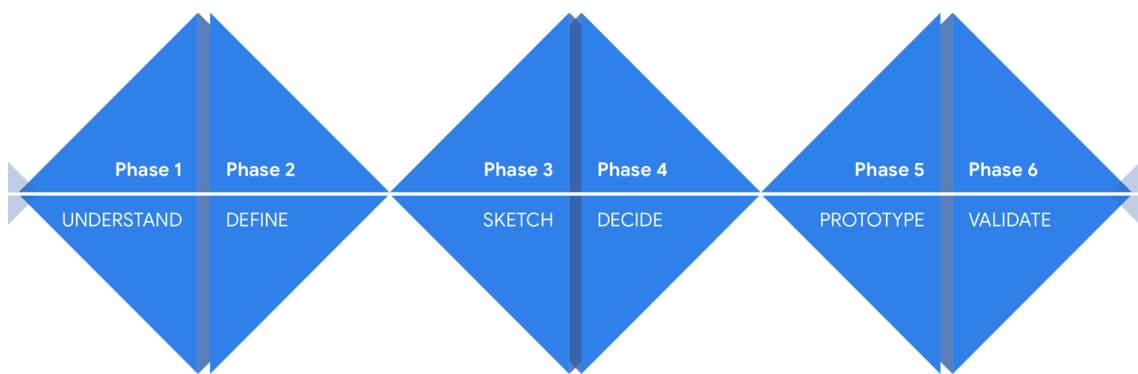 Phase 1
UNDERSTAND
Phase 2
DEFINE
Phase 3
SKETCH
Phase 4
DECIDE
Phase 5
PROTOTYPE
Phase 6
VALIDATE